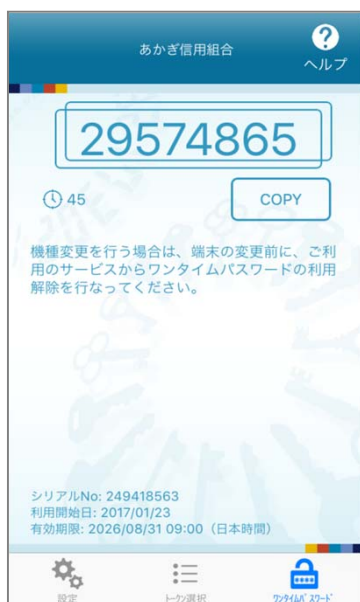 あかぎ信用組合
?
ヘルプ
29574865
45
COPY
機種変更を行う場合は、端末の変更前に、ご利
用のサービスからワンタイムパスワードの利用
解除を行なってください。
シリアルNo: 249418563
利用開始日: 2017/01/23
有効期限: 2026/08/31 09:00（日本時間）
設定
トークン選択
ワンタイムパスワード